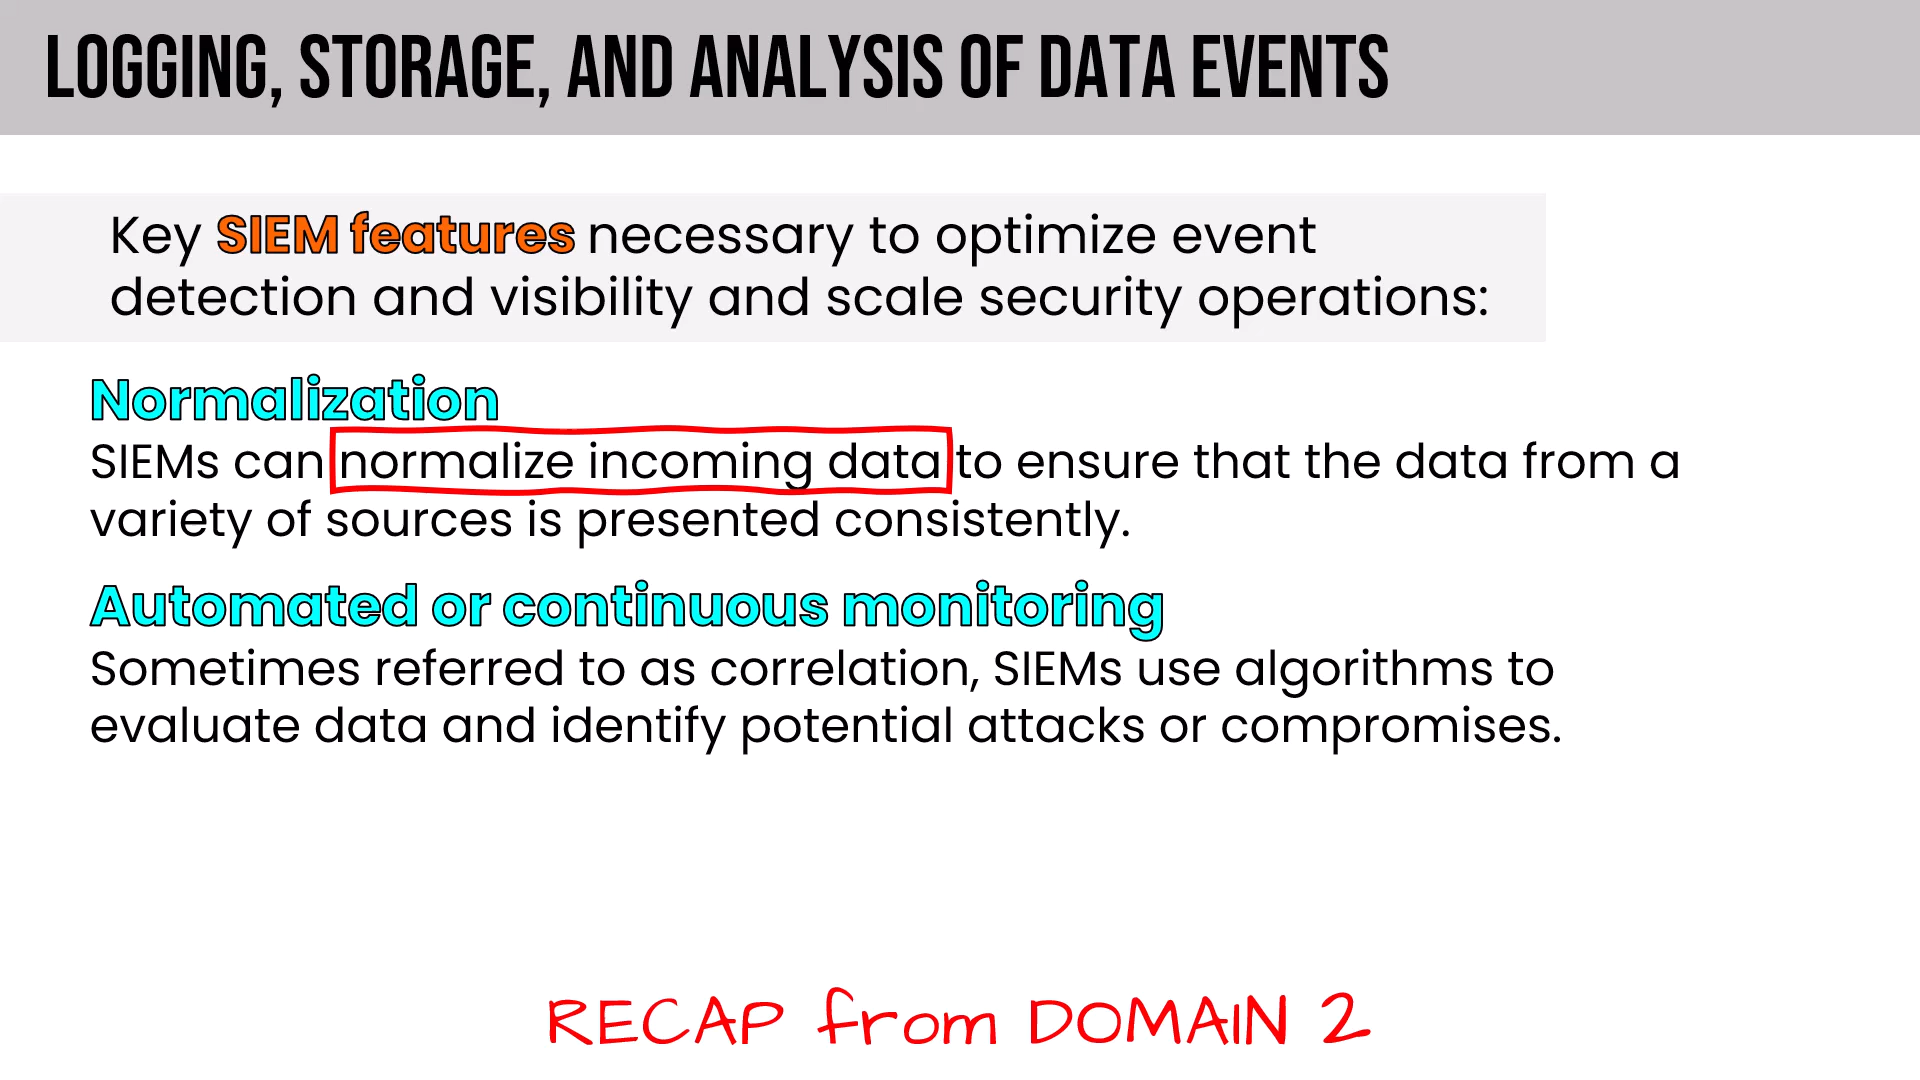 LOGGING, STORAGE, AND ANALYSIS OF DATA EVENTS
Key SIEM features necessary to optimize event
detection and visibility and scale security operations:
Normalization
SIEMs can normalize incoming data to ensure that the data from a
variety of sources is presented consistently.
Automated or continuous monitoring
Sometimes referred to as correlation, SIEMs use algorithms to
evaluate data and identify potential attacks or compromises.
RECAP from DOMAIN 2